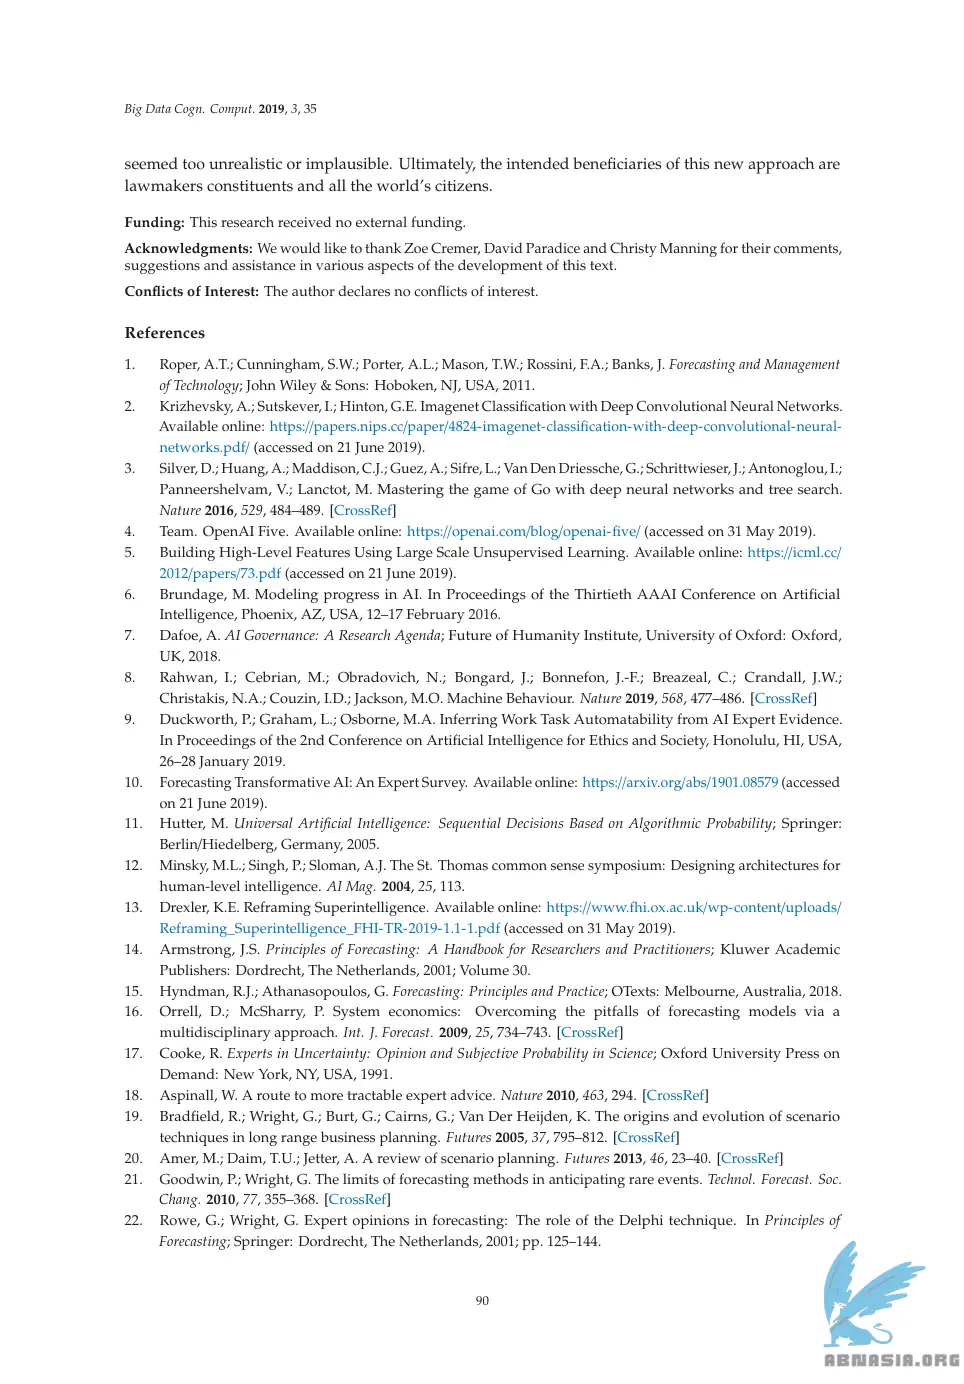 Big Data Cogn. Comput. 2019, 3, 35
seemed too unrealistic or implausible. Ultimately, the intended beneficiaries of this new approach are
lawmakers constituents and all the world's citizens.
Funding: This research received no external funding.
Acknowledgments: We would like to thank Zoe Cremer, David Paradice and Christy Manning for their comments,
suggestions and assistance in various aspects of the development of this text.
Conflicts of Interest: The author declares no conflicts of interest.
References
1. Roper, A.T.; Cunningham, S.W.; Porter, A.L.; Mason, T.W.; Rossini, F.A.; Banks, J. Forecasting and Management
of Technology; John Wiley & Sons: Hoboken, NJ, USA, 2011.
2. Krizhevsky, A.; Sutskever, I.; Hinton, G.E. Imagenet Classification with Deep Convolutional Neural Networks.
Available online: https://papers.nips.cc/paper/4824-imagenet-classification-with-deep-convolutional-neural-
networks.pdf/ (accessed on 21 June 2019).
3. Silver, D.; Huang, A.; Maddison, C.J.; Guez, A.; Sifre, L.; Van Den Driessche, G.; Schrittwieser, J.; Antonoglou, I.;
Panneershelvam, V.; Lanctot, M. Mastering the game of Go with deep neural networks and tree search.
Nature 2016, 529, 484–489. [CrossRef]
4. Team. OpenAI Five. Available online: https://openai.com/blog/openai-five/ (accessed on 31 May 2019).
5. Building High-Level Features Using Large Scale Unsupervised Learning. Available online: https://icml.cc/
2012/papers/73.pdf (accessed on 21 June 2019).
6. Brundage, M. Modeling progress in AI. In Proceedings of the Thirtieth AAAI Conference on Artificial
Intelligence, Phoenix, AZ, USA, 12–17 February 2016.
7. Dafoe, A. AI Governance: A Research Agenda; Future of Humanity Institute, University of Oxford: Oxford,
UK, 2018.
8. Rahwan, I.; Cebrian, M.; Obradovich, N.; Bongard, J.; Bonnefon, J.-F.; Breazeal, C.; Crandall, J.W.;
Christakis, N.A.; Couzin, I.D.; Jackson, M.O. Machine Behaviour. Nature 2019, 568, 477–486. [CrossRef]
9. Duckworth, P.; Graham, L.; Osborne, M.A. Inferring Work Task Automatability from AI Expert Evidence.
In Proceedings of the 2nd Conference on Artificial Intelligence for Ethics and Society, Honolulu, HI, USA,
26–28 January 2019.
10. Forecasting Transformative AI: An Expert Survey. Available online: https://arxiv.org/abs/1901.08579 (accessed
on 21 June 2019).
11. Hutter, M. Universal Artificial Intelligence: Sequential Decisions Based on Algorithmic Probability; Springer:
Berlin/Hiedelberg, Germany, 2005.
12. Minsky, M.L.; Singh, P.; Sloman, A.J. The St. Thomas common sense symposium: Designing architectures for
human-level intelligence. AI Mag. 2004, 25, 113.
13. Drexler, K.E. Reframing Superintelligence. Available online: https://www.fhi.ox.ac.uk/wp-content/uploads/
Reframing_Superintelligence_FHI-TR-2019-1.1-1.pdf (accessed on 31 May 2019).
14. Armstrong, J.S. Principles of Forecasting: A Handbook for Researchers and Practitioners; Kluwer Academic
Publishers: Dordrecht, The Netherlands, 2001; Volume 30.
15. Hyndman, R.J.; Athanasopoulos, G. Forecasting: Principles and Practice; OTexts: Melbourne, Australia, 2018.
16. Orrell, D.; McSharry, P. System economics: Overcoming the pitfalls of forecasting models via a
multidisciplinary approach. Int. J. Forecast. 2009, 25, 734–743. [CrossRef]
17. Cooke, R. Experts in Uncertainty: Opinion and Subjective Probability in Science; Oxford University Press on
Demand: New York, NY, USA, 1991.
18. Aspinall, W. A route to more tractable expert advice. Nature 2010, 463, 294. [CrossRef]
19. Bradfield, R.; Wright, G.; Burt, G.; Cairns, G.; Van Der Heijden, K. The origins and evolution of scenario
techniques in long range business planning. Futures 2005, 37, 795–812. [CrossRef]
20. Amer, M.; Daim, T.U.; Jetter, A. A review of scenario planning. Futures 2013, 46, 23–40. [CrossRef]
21. Goodwin, P.; Wright, G. The limits of forecasting methods in anticipating rare events. Technol. Forecast. Soc.
Chang. 2010, 77, 355–368. [CrossRef]
22. Rowe, G.; Wright, G. Expert opinions in forecasting: The role of the Delphi technique. In Principles of
Forecasting; Springer: Dordrecht, The Netherlands, 2001; pp. 125–144.
90
ABNASIA.ORG